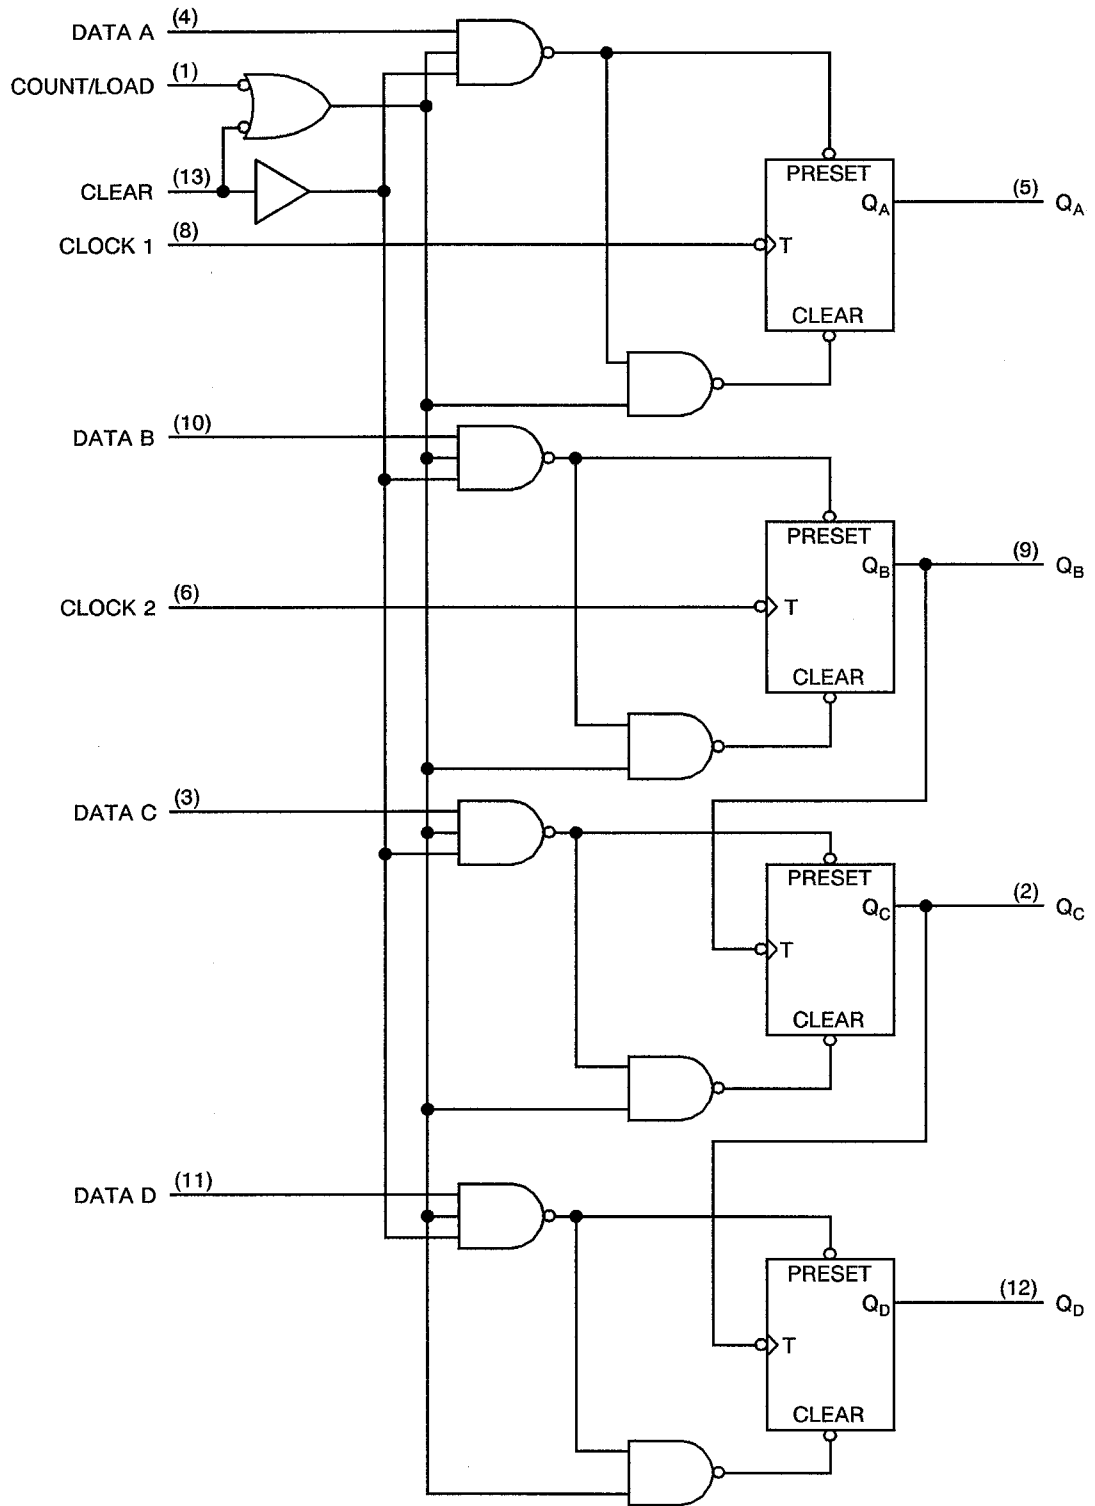 DATA A (4)
COUNT/LOAD (1)
CLEAR (13)
CLOCK 1 (8)
PRESET
QA (5) QA
T
CLEAR
DATA B (10)
PRESET
QB (9) QB
CLOCK 2 (6)
T
CLEAR
DATA C (3)
PRESET
QC (2) QC
T
CLEAR
DATA D (11)
PRESET
QD (12) QD
T
CLEAR